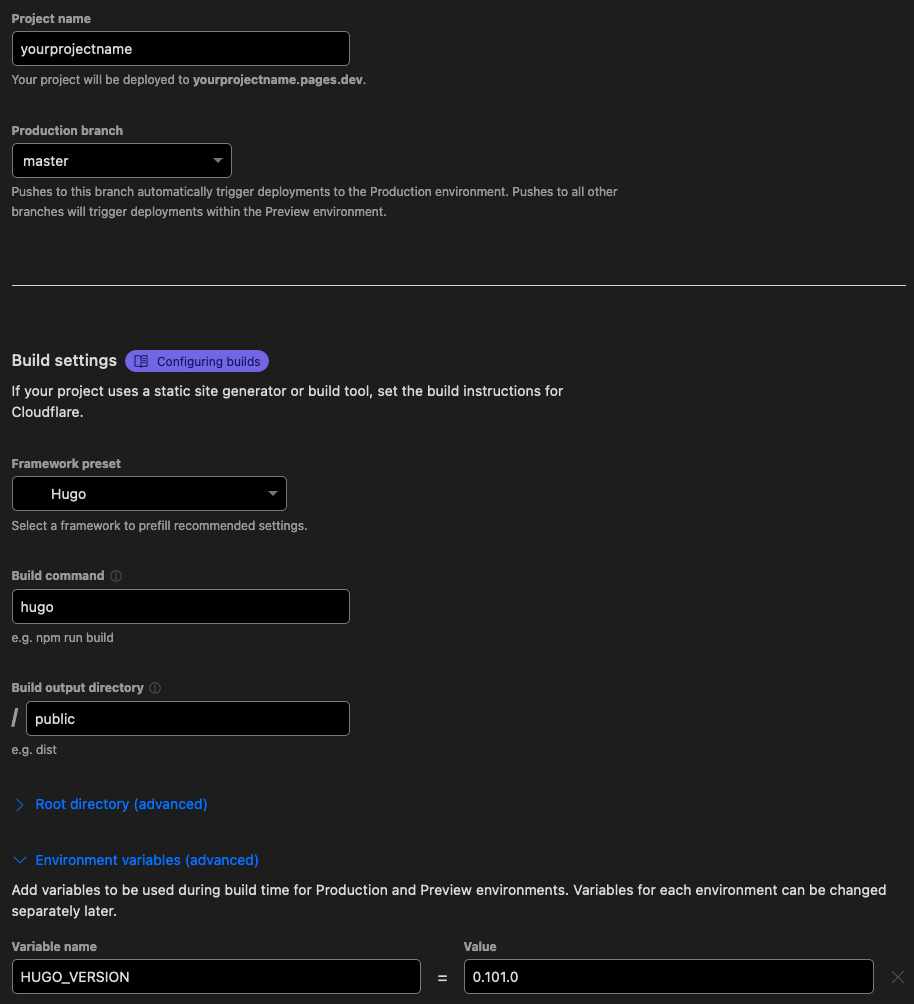 Project name
yourprojectname
Your project will be deployed to yourprojectname.pages.dev.
Production branch
master
Pushes to this branch automatically trigger deployments to the Production environment. Pushes to all other
branches will trigger deployments within the Preview environment.
Build settings Configuring builds
If your project uses a static site generator or build tool, set the build instructions for
Cloudflare.
Framework preset
Hugo
Select a framework to prefill recommended settings.
Build command
hugo
e.g. npm run build
Build output directory
/ public
e.g. dist
Root directory (advanced)
Environment variables (advanced)
Add variables to be used during build time for Production and Preview environments. Variables for each environment can be changed
separately later.
Variable name Value
HUGO_VERSION = 0.101.0